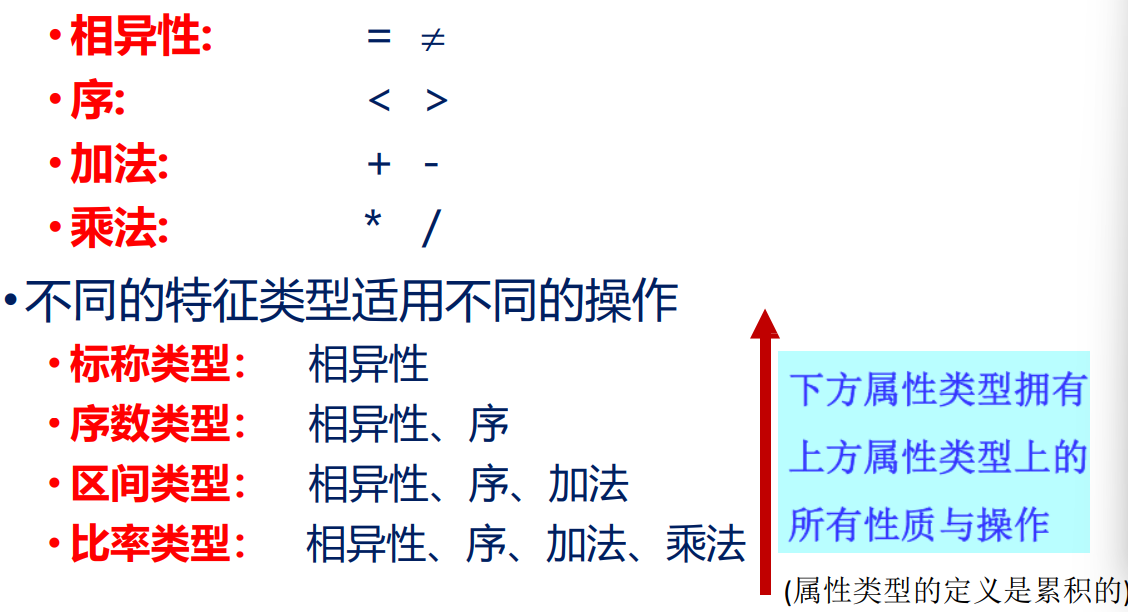 •相异性: = ≠
•序: < >
•加法: + -
•乘法: * /
•不同的特征类型适用不同的操作
•标称类型： 相异性
•序数类型： 相异性、序
•区间类型： 相异性、序、加法
•比率类型： 相异性、序、加法、乘法
下方属性类型拥有
上方属性类型上的
所有性质与操作
(属性类型的定义是累积的)